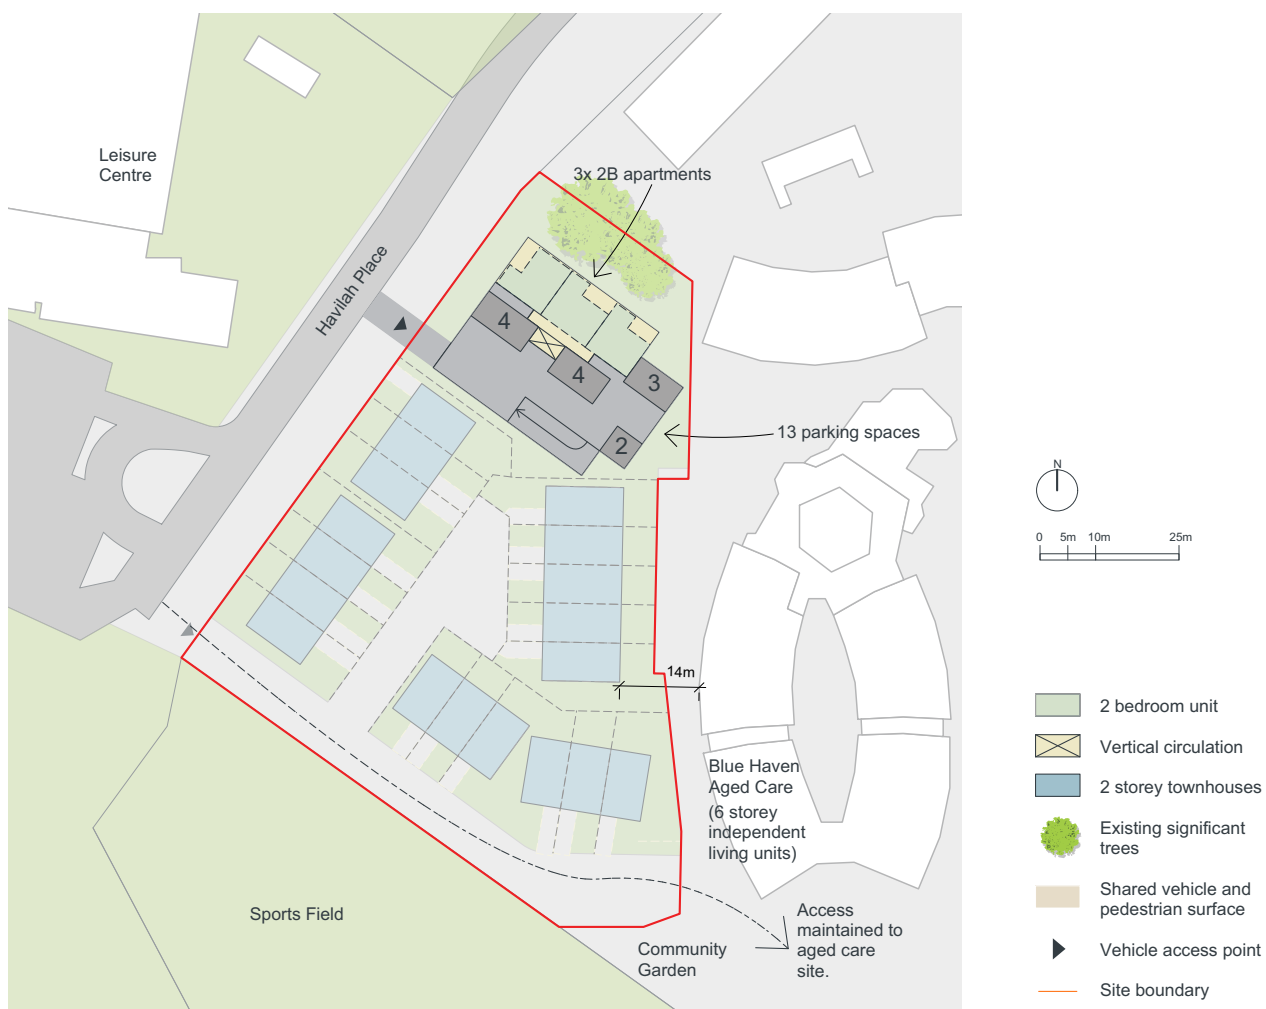 Leisure
Centre
3x 2B apartments
Havilah Place
4
4
3
2
13 parking spaces
N
0 5m 10m 25m
14m
Blue Haven
Aged Care
(6 storey
independent
living units)
Sports Field
Community
Garden
Access
maintained to
aged care
site.
2 bedroom unit
Vertical circulation
2 storey townhouses
Existing significant
trees
Shared vehicle and
pedestrian surface
Vehicle access point
Site boundary